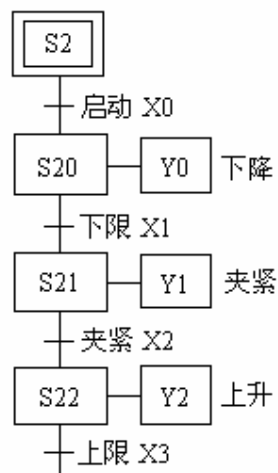 S2
启动 X0
S20 Y0 下降
下限 X1
S21 Y1 夹紧
夹紧 X2
S22 Y2 上升
上限 X3